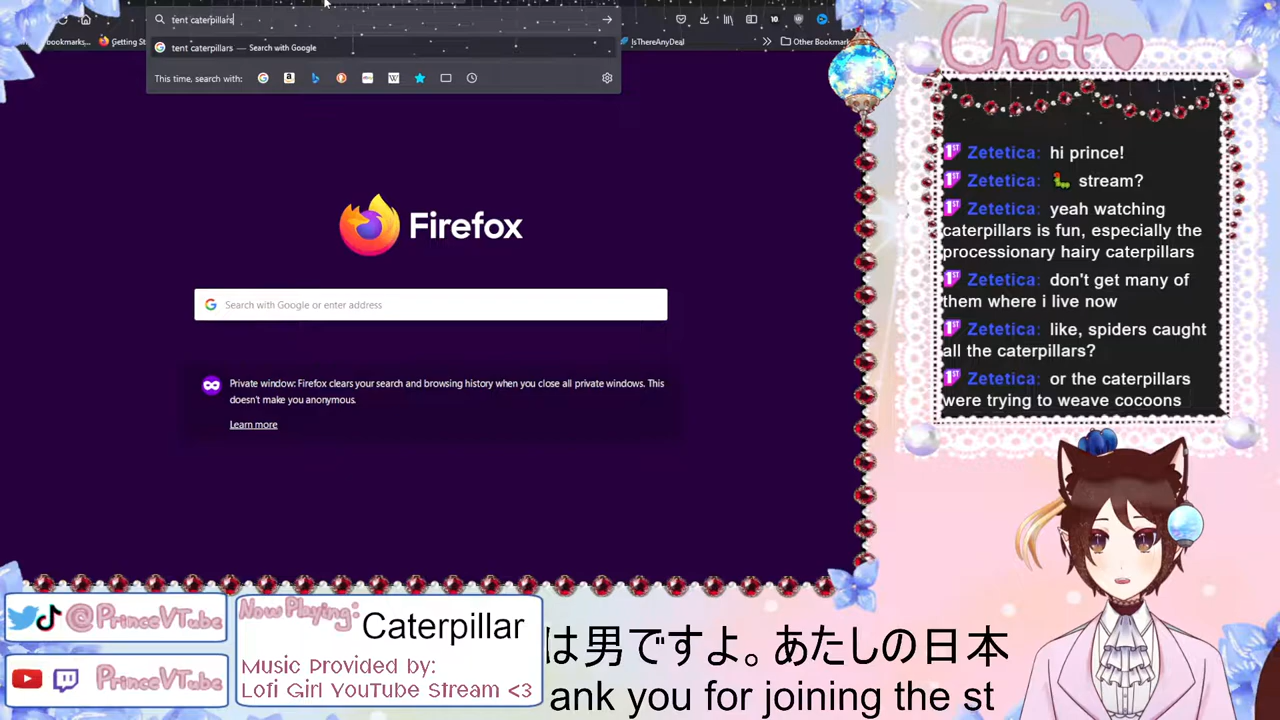 tent caterpillars
tent caterpillars — Search with Google
This time, search with:
bookmarks...
Getting St
IsThereAnyDeal
Other Bookmark
Firefox
Search with Google or enter address
Private window: Firefox clears your search and browsing history when you close all private windows. This
doesn't make you anonymous.
Learn more
Chat
Zetetica: hi prince!
Zetetica: 🐛 stream?
Zetetica: yeah watching
caterpillars is fun, especially the
processionary hairy caterpillars
Zetetica: don't get many of
them where i live now
Zetetica: like, spiders caught
all the caterpillars?
Zetetica: or the caterpillars
were trying to weave cocoons
@PrinceVTube
PrinceVTube
Now Playing:
Caterpillar
Music Provided by:
Lofi Girl YouTube Stream <3
は男ですよ。あたしの日本
ank you for joining the st